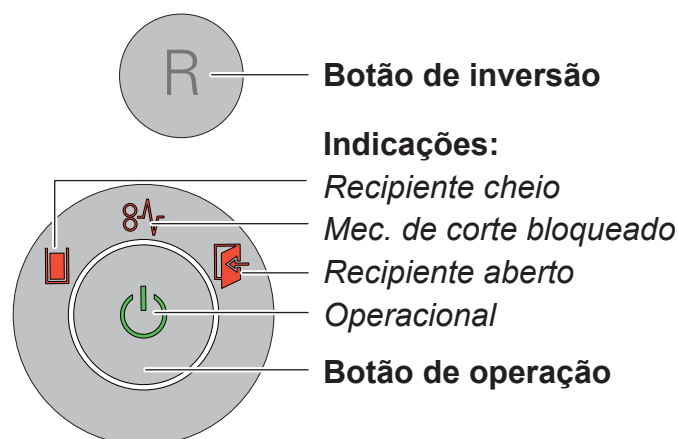 R
Botão de inversão
Indicações:
Recipiente cheio
Mec. de corte bloqueado
Recipiente aberto
Operacional
Botão de operação